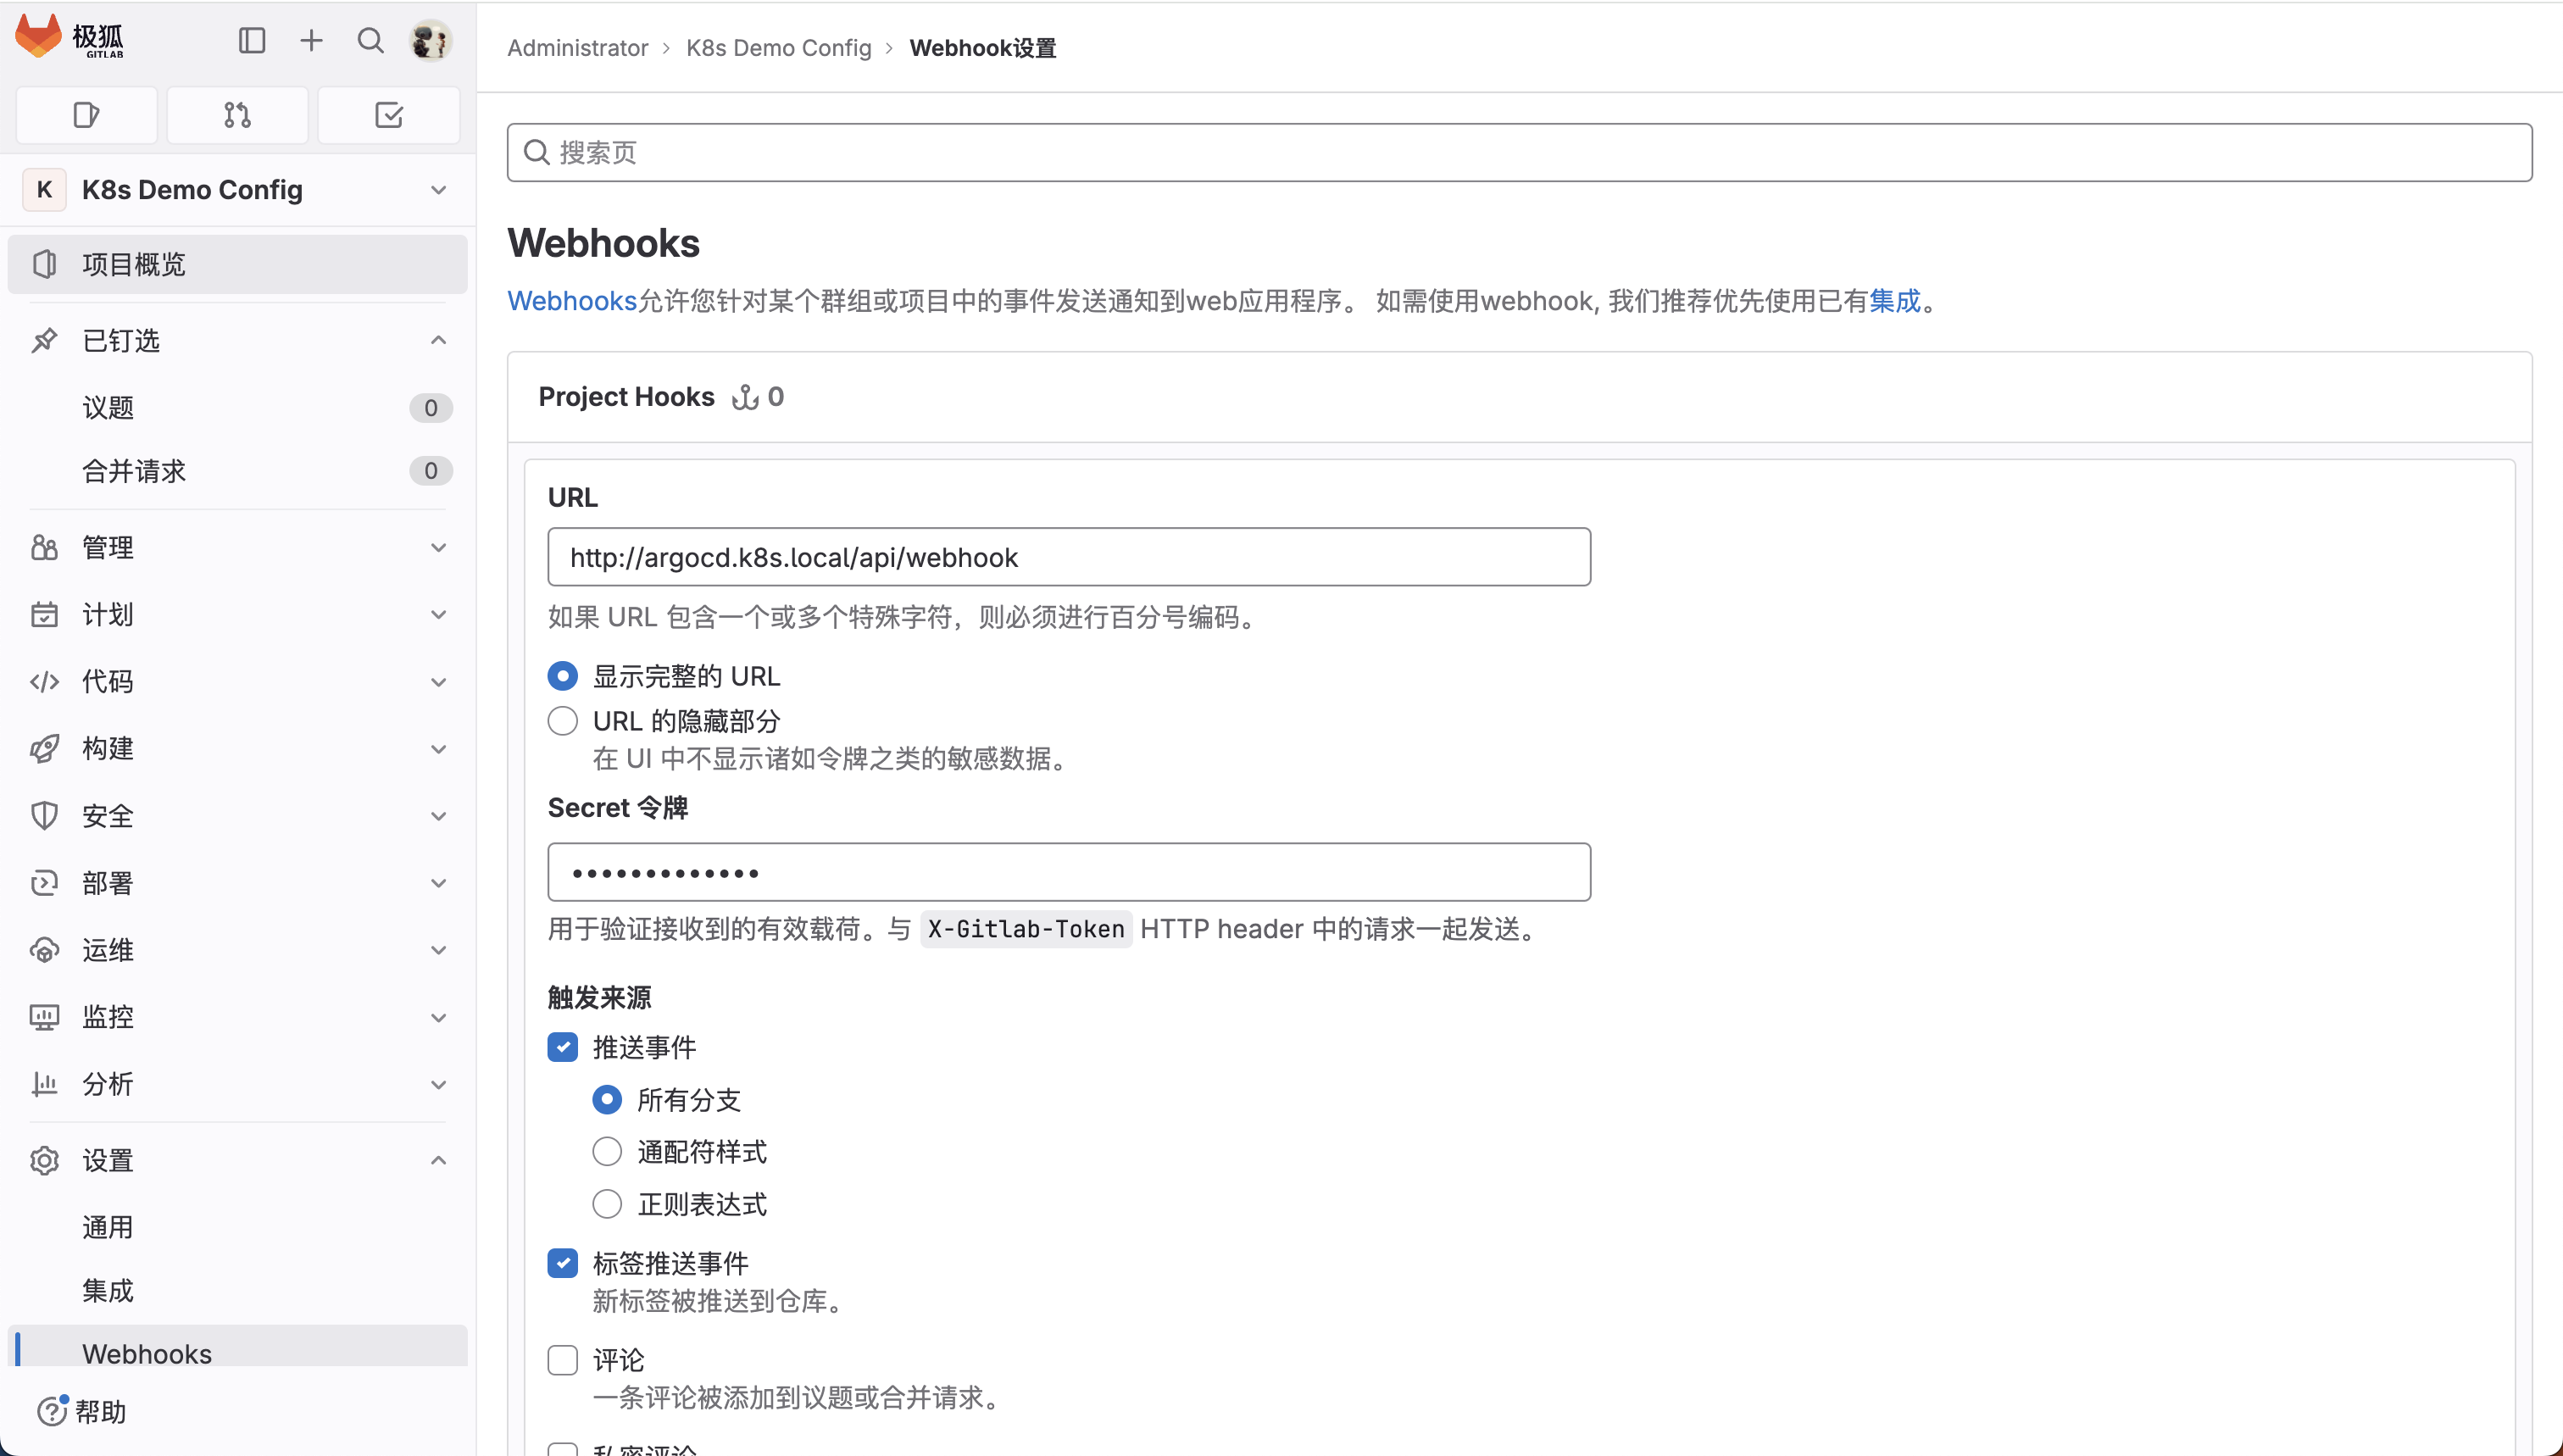 极狐
GITLAB
K
K8s Demo Config
项目概览
已钉选
议题
0
合并请求
0
管理
计划
代码
构建
安全
部署
运维
监控
分析
设置
通用
集成
Webhooks
帮助
Administrator › K8s Demo Config › Webhook设置
搜索页
Webhooks
Webhooks允许您针对某个群组或项目中的事件发送通知到web应用程序。 如需使用webhook, 我们推荐优先使用已有集成。
Project Hooks 0
URL
http://argocd.k8s.local/api/webhook
如果 URL 包含一个或多个特殊字符，则必须进行百分号编码。
显示完整的 URL
URL 的隐藏部分
在 UI 中不显示诸如令牌之类的敏感数据。
Secret 令牌
•••••••••••••
用于验证接收到的有效载荷。与 X-Gitlab-Token HTTP header 中的请求一起发送。
触发来源
推送事件
所有分支
通配符样式
正则表达式
标签推送事件
新标签被推送到仓库。
评论
一条评论被添加到议题或合并请求。
私密评论